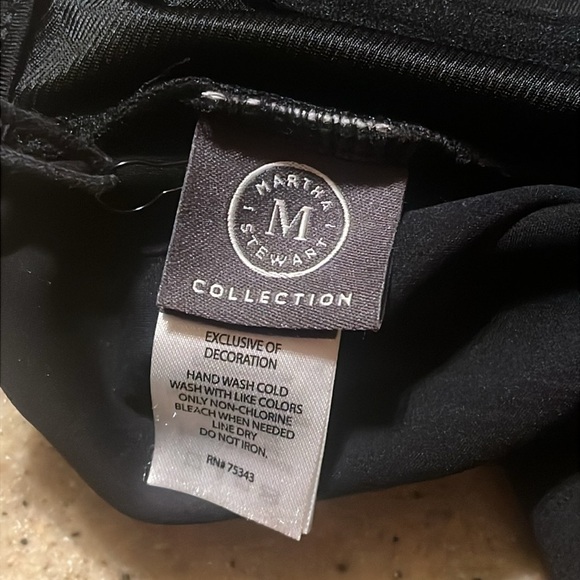 MARTHA
M
STEWART
COLLECTION
EXCLUSIVE OF
DECORATION
HAND WASH COLD
WASH WITH LIKE COLORS
ONLY NON-CHLORINE
BLEACH WHEN NEEDED
LINE DRY
DO NOT IRON.
RN# 75343